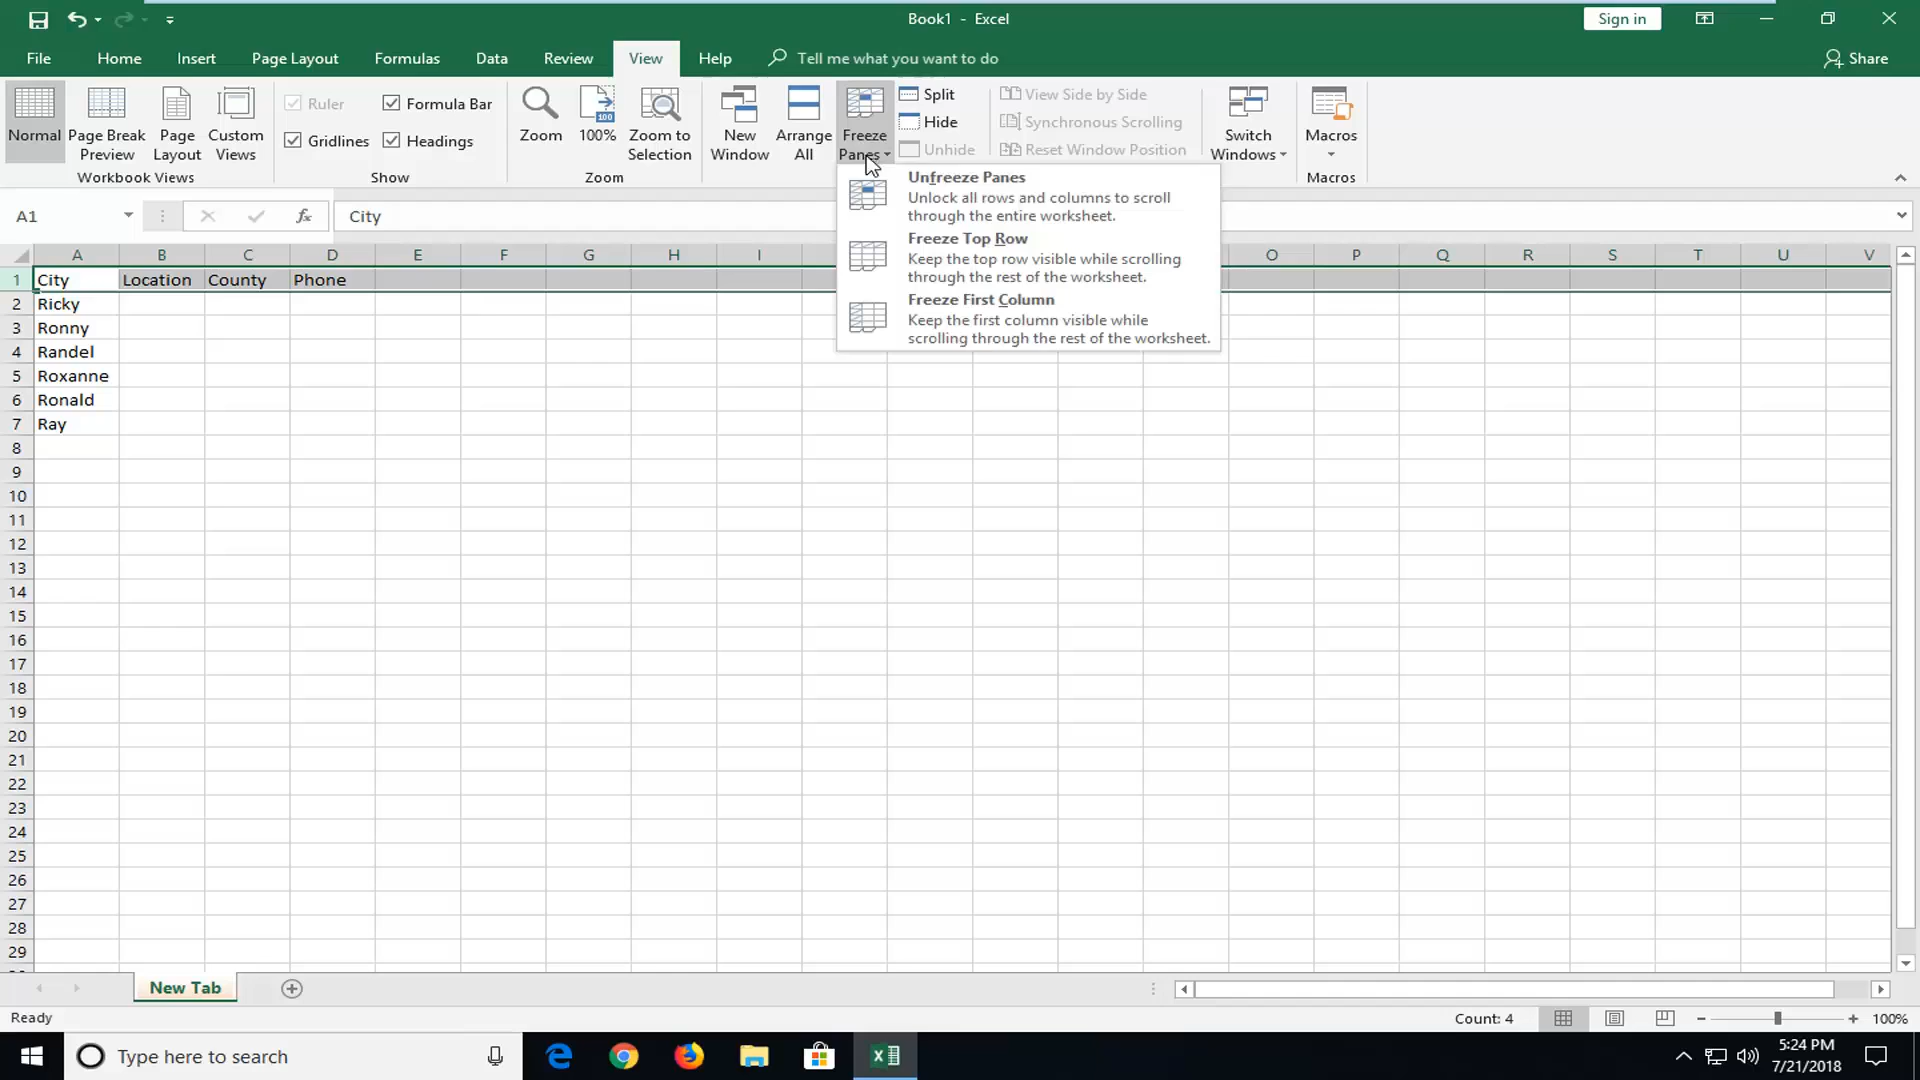 Book1 - Excel
Sign in
File Home Insert Page Layout Formulas Data Review View Help Tell me what you want to do Share
Normal
Page Break Preview
Page Layout
Custom Views
Workbook Views
Ruler
Formula Bar
Gridlines
Headings
Show
Zoom
100
100%
Zoom to Selection
Zoom
New Window
Arrange All
Freeze Panes
Split
Hide
Unhide
View Side by Side
Synchronous Scrolling
Reset Window Position
Switch Windows
Macros
Macros
Unfreeze Panes
Unlock all rows and columns to scroll
through the entire worksheet.
Freeze Top Row
Keep the top row visible while scrolling
through the rest of the worksheet.
Freeze First Column
Keep the first column visible while
scrolling through the rest of the worksheet.
A1 fx City
A B C D E F G H I O P Q R S T U V
1 City Location County Phone
2 Ricky
3 Ronny
4 Randel
5 Roxanne
6 Ronald
7 Ray
8
9
10
11
12
13
14
15
16
17
18
19
20
21
22
23
24
25
26
27
28
29
New Tab
Ready Count: 4 100%
Type here to search
5:24 PM
7/21/2018